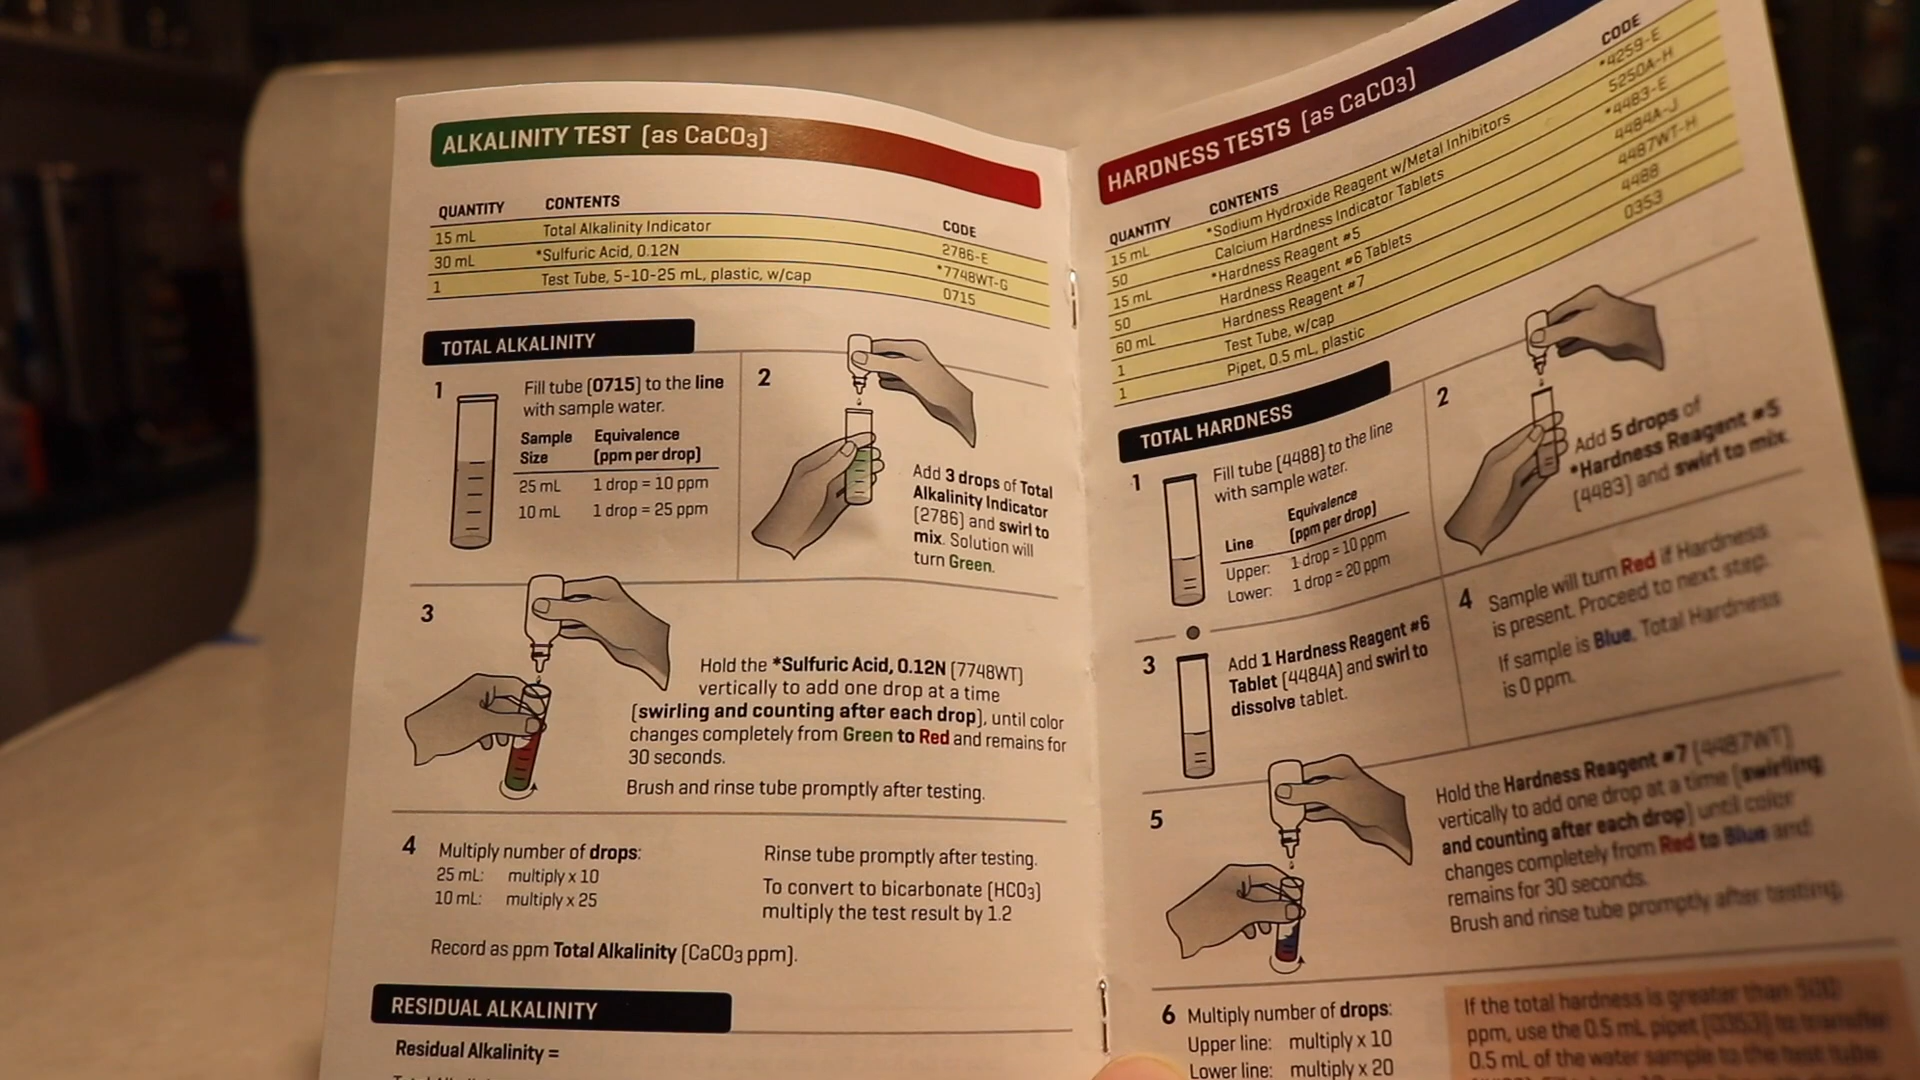 ALKALINITY TEST (as CaCO3)
QUANTITY CONTENTS CODE
15 mL Total Alkalinity Indicator 2786-E
30 mL *Sulfuric Acid, 0.12N *7748WT-G
1 Test Tube, 5-10-25 mL, plastic, w/cap 0715
TOTAL ALKALINITY
1
Fill tube (0715) to the line
with sample water.
Sample Equivalence
Size (ppm per drop)
25 mL 1 drop = 10 ppm
10 mL 1 drop = 25 ppm
2
Add 3 drops of Total
Alkalinity Indicator
(2786) and swirl to
mix. Solution will
turn Green.
3
Hold the *Sulfuric Acid, 0.12N (7748WT)
vertically to add one drop at a time
(swirling and counting after each drop), until color
changes completely from Green to Red and remains for
30 seconds.
Brush and rinse tube promptly after testing.
4 Multiply number of drops:
25 mL: multiply x 10
10 mL: multiply x 25
Rinse tube promptly after testing.
To convert to bicarbonate (HCO3)
multiply the test result by 1.2
Record as ppm Total Alkalinity (CaCO3 ppm).
RESIDUAL ALKALINITY
Residual Alkalinity =
HARDNESS TESTS (as CaCO3)
QUANTITY CONTENTS CODE
15 mL *Sodium Hydroxide Reagent w/Metal Inhibitors *4259-E
50 Calcium Hardness Indicator Tablets 5250A-H
15 mL *Hardness Reagent #5 *4483-E
50 Hardness Reagent #6 Tablets 4484A-J
60 mL Hardness Reagent #7 4487WT-H
1 Test Tube, w/cap 4488
1 Pipet, 0.5 mL, plastic 0353
TOTAL HARDNESS
1
Fill tube (4488) to the line
with sample water.
Equivalence
Line (ppm per drop)
Upper: 1 drop = 10 ppm
Lower: 1 drop = 20 ppm
2
Add 5 drops of
*Hardness Reagent #5
(4483) and swirl to mix.
3
Add 1 Hardness Reagent #6
Tablet (4484A) and swirl to
dissolve tablet.
4 Sample will turn Red if Hardness
is present. Proceed to next step.
If sample is Blue, Total Hardness
is 0 ppm.
5
Hold the Hardness Reagent #7 (4487WT)
vertically to add one drop at a time (swirling
and counting after each drop) until color
changes completely from Red to Blue and
remains for 30 seconds.
Brush and rinse tube promptly after testing.
6 Multiply number of drops:
Upper line: multiply x 10
Lower line: multiply x 20
If the total hardness is greater than 500
ppm, use the 0.5 mL pipet (0353) to transfer
0.5 mL of the water sample to the test tube